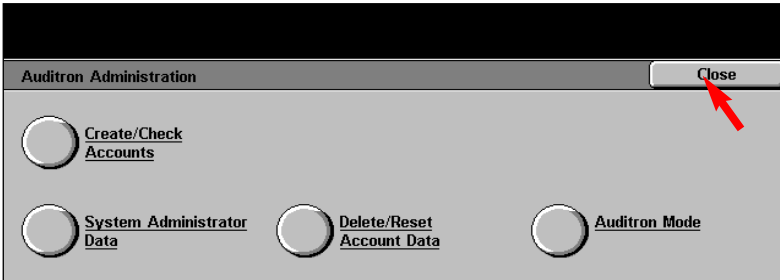 Auditron Administration
Close
Create/Check
Accounts
System Administrator
Data
Delete/Reset
Account Data
Auditron Mode